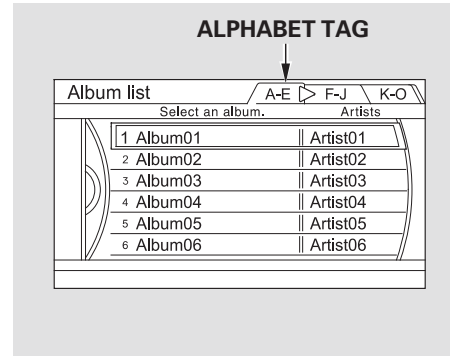 ALPHABET TAG
Album list A-E F-J K-O
Select an album. Artists
1 Album01 Artist01
2 Album02 Artist02
3 Album03 Artist03
4 Album04 Artist04
5 Album05 Artist05
6 Album06 Artist06